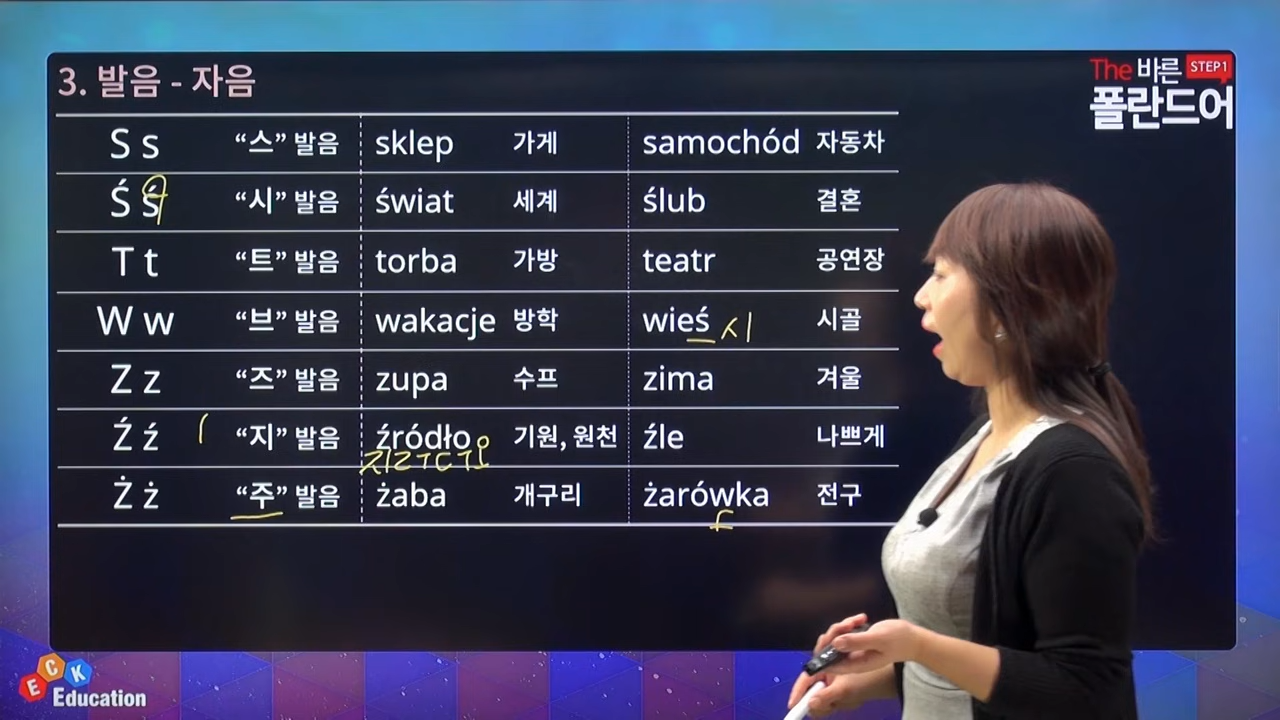 3. 발음 - 자음
The 바른 STEP1
폴란드어
S s “스” 발음 sklep 가게 samochód 자동차
Ś ś “시” 발음 świat 세계 ślub 결혼
T t “트” 발음 torba 가방 teatr 공연장
W w “브” 발음 wakacje 방학 wieś 시 시골
Z z “즈” 발음 zupa 수프 zima 겨울
Ź ź “지” 발음 źródło 기원, 원천 źle 나쁘게
Ż ż “주” 발음 żaba 개구리 żarówka 전구
f
ECK
Education